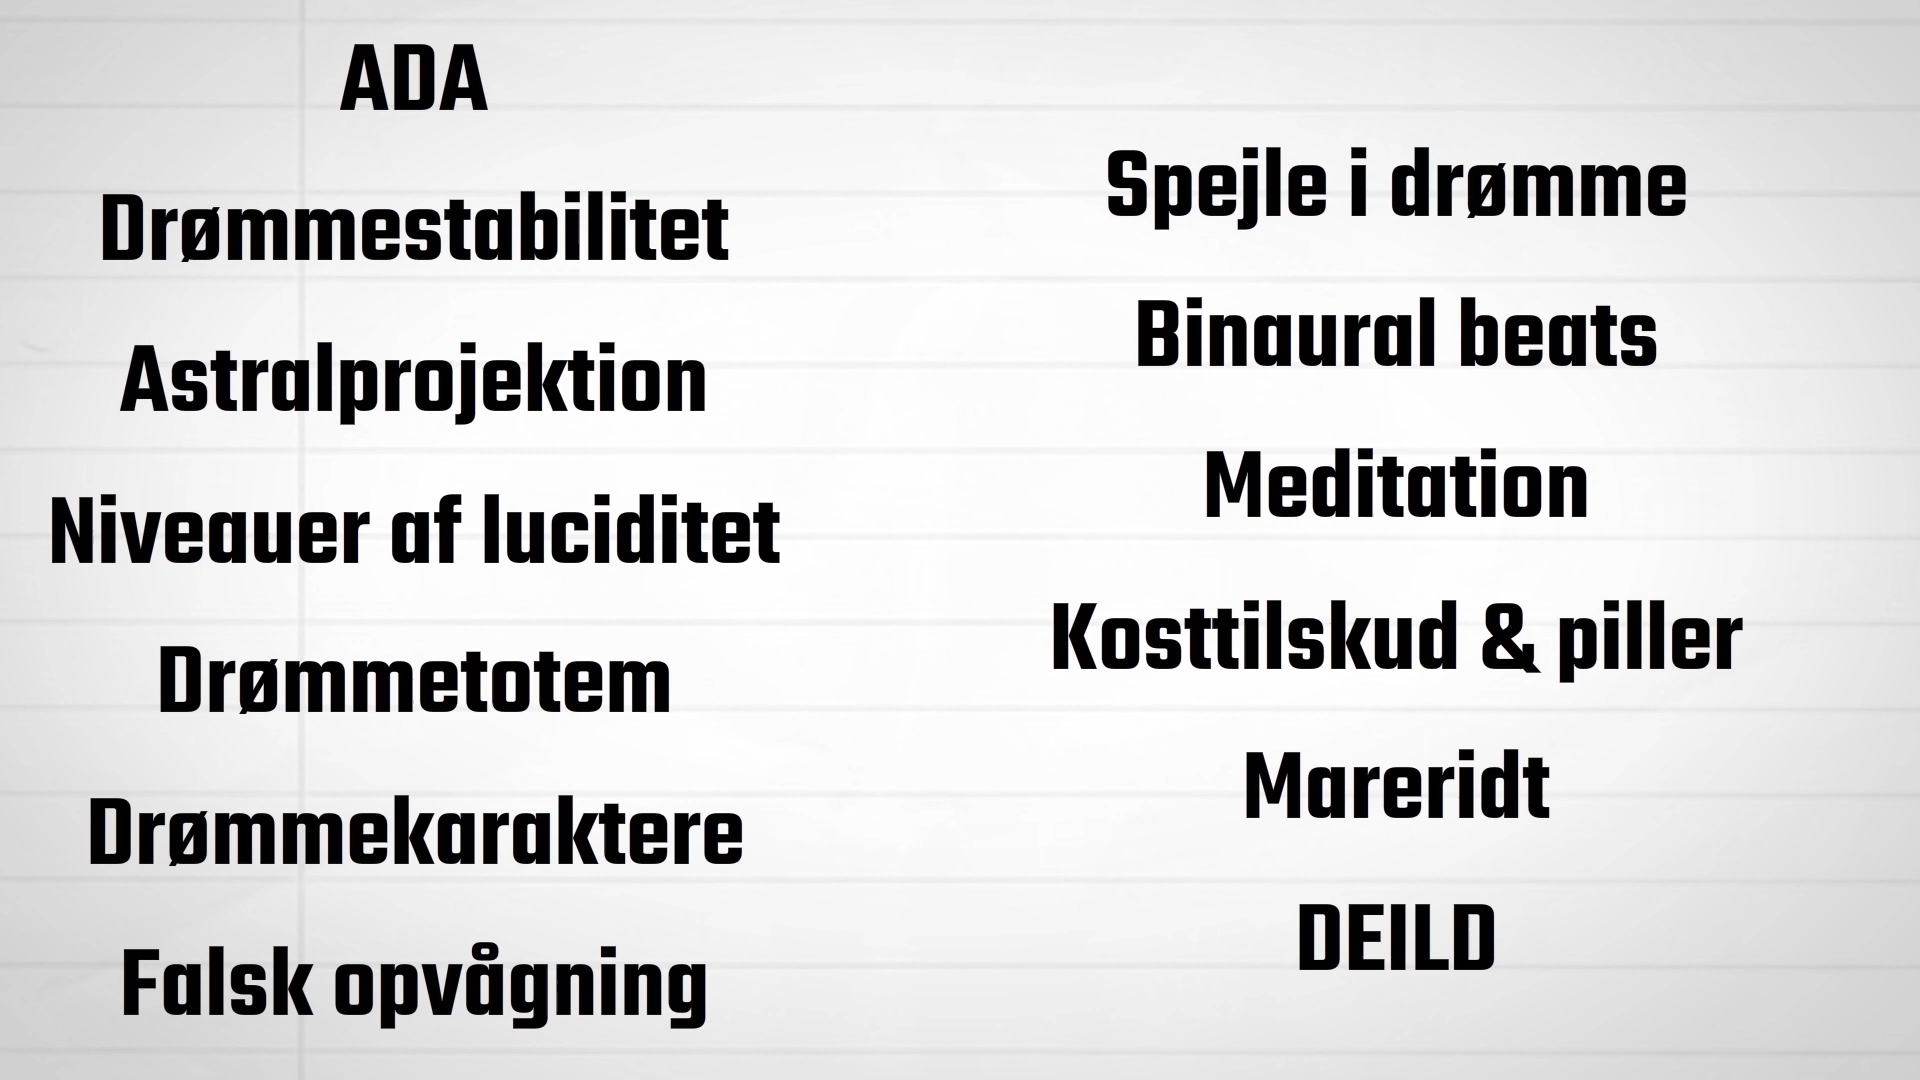 ADA
Drømmestabilitet
Astralprojektion
Niveauer af luciditet
Drømmetotem
Drømmekaraktere
Falsk opvågning
Spejle i drømme
Binaural beats
Meditation
Kosttilskud & piller
Mareridt
DEILD